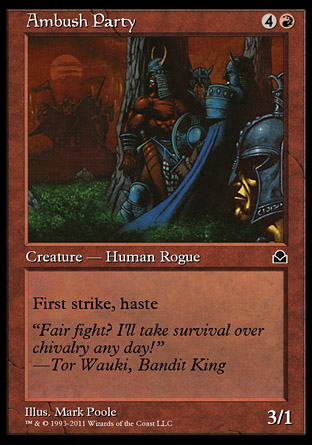 Ambush Party 4
Creature — Human Rogue
First strike, haste
“Fair fight? I'll take survival over
chivalry any day!”
—Tor Wauki, Bandit King
Illus. Mark Poole
3/1
™ & © 1993-2011 Wizards of the Coast LLC